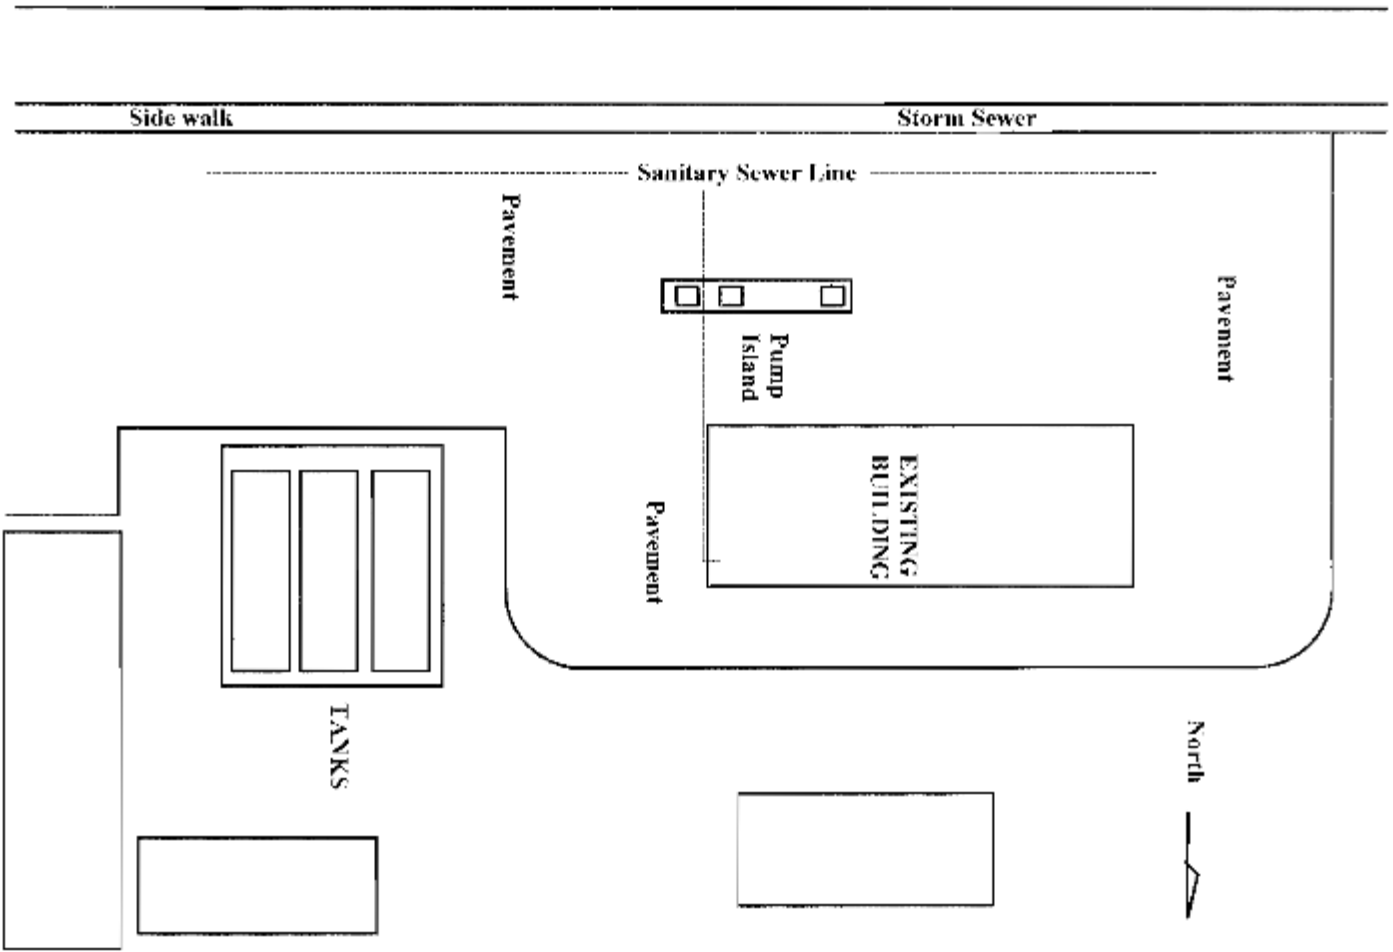 Side walk
Storm Sewer
Sanitary Sewer Line
Pavement
Pavement
Pump
Island
EXISTING
BUILDING
Pavement
TANKS
North